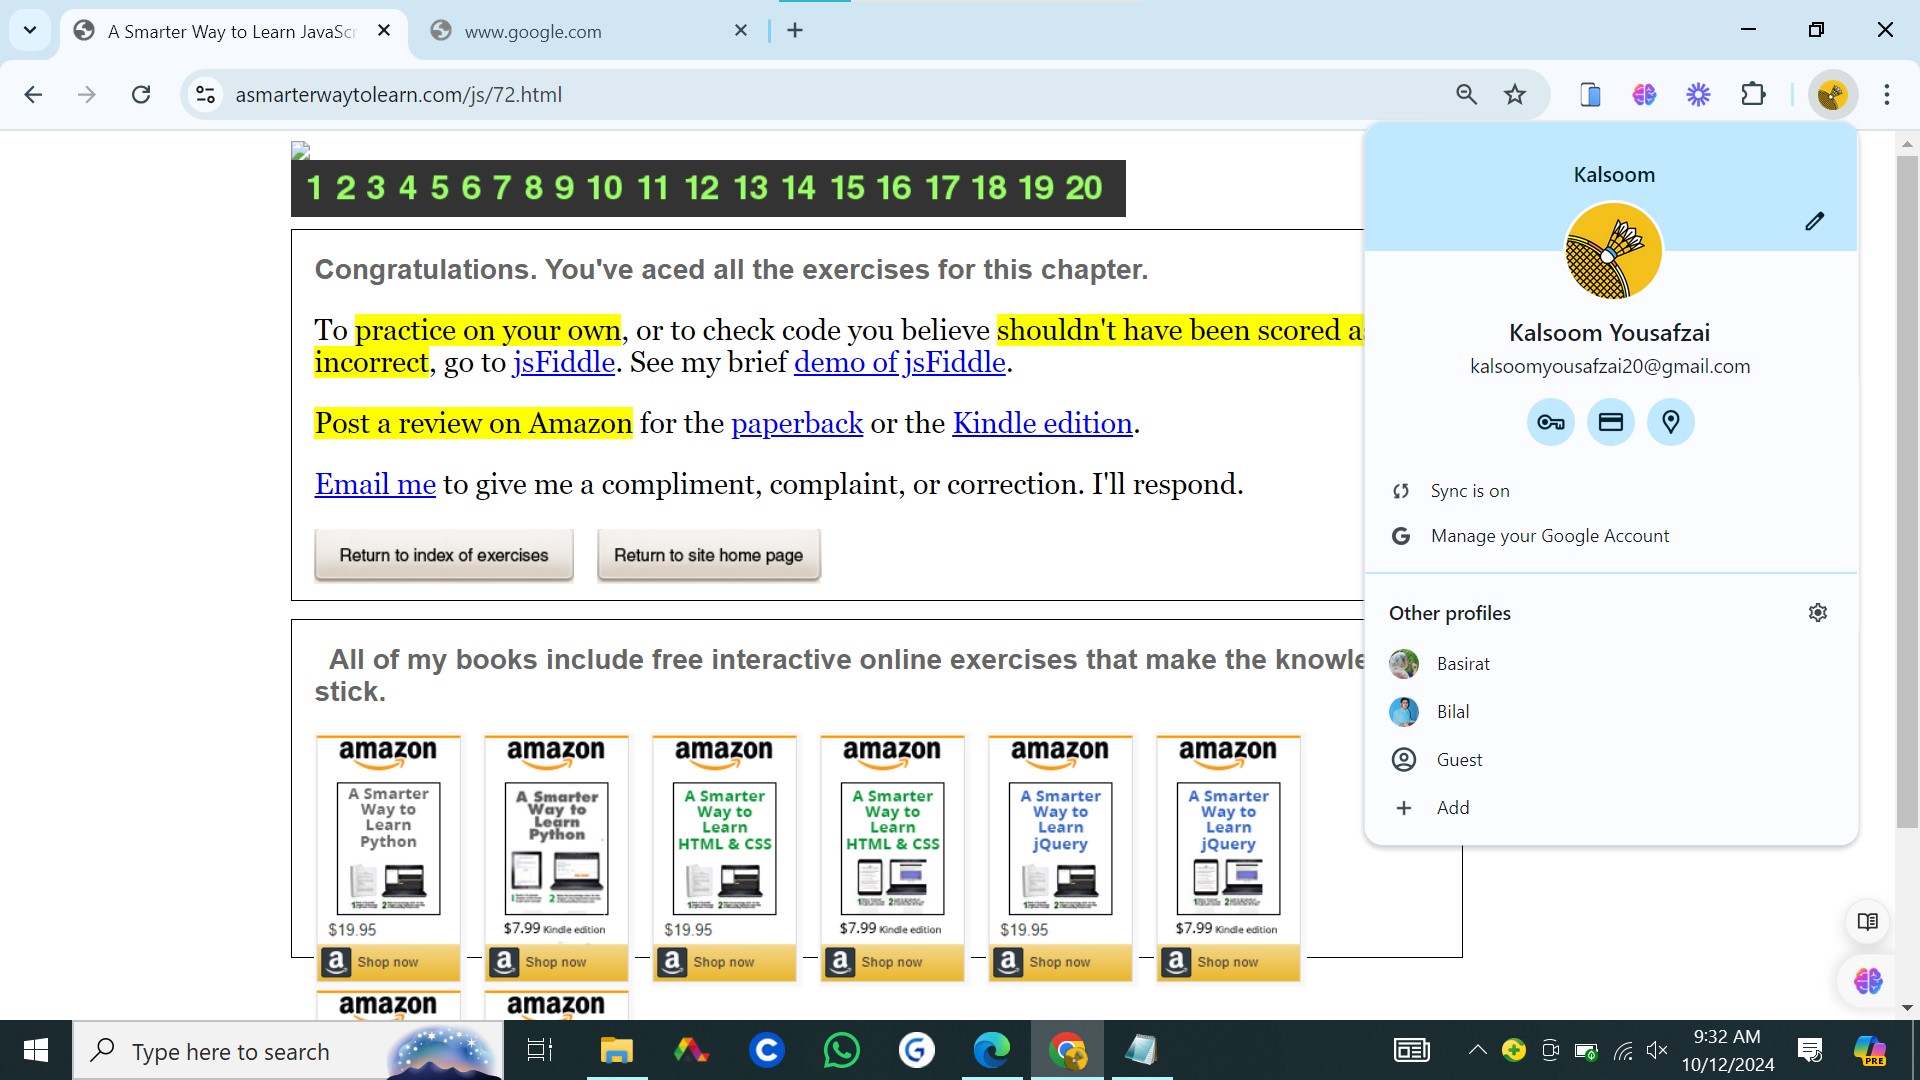 A Smarter Way to Learn JavaScr
www.google.com
asmarterwaytolearn.com/js/72.html
1 2 3 4 5 6 7 8 9 10 11 12 13 14 15 16 17 18 19 20
Congratulations. You've aced all the exercises for this chapter.
To practice on your own, or to check code you believe shouldn't have been scored as
incorrect, go to jsFiddle. See my brief demo of jsFiddle.
Post a review on Amazon for the paperback or the Kindle edition.
Email me to give me a compliment, complaint, or correction. I'll respond.
Return to index of exercises
Return to site home page
All of my books include free interactive online exercises that make the knowle
stick.
amazon
A Smarter
Way to
Learn
Python
$19.95
Shop now
amazon
A Smarter
Way to
Learn
Python
$7.99 Kindle edition
Shop now
amazon
A Smarter
Way to
Learn
HTML & CSS
$19.95
Shop now
amazon
A Smarter
Way to
Learn
HTML & CSS
$7.99 Kindle edition
Shop now
amazon
A Smarter
Way to
Learn
jQuery
$19.95
Shop now
amazon
A Smarter
Way to
Learn
jQuery
$7.99 Kindle edition
Shop now
amazon
amazon
Kalsoom
Kalsoom Yousafzai
kalsoomyousafzai20@gmail.com
Sync is on
Manage your Google Account
Other profiles
Basirat
Bilal
Guest
Add
Type here to search
9:32 AM
10/12/2024
PRE